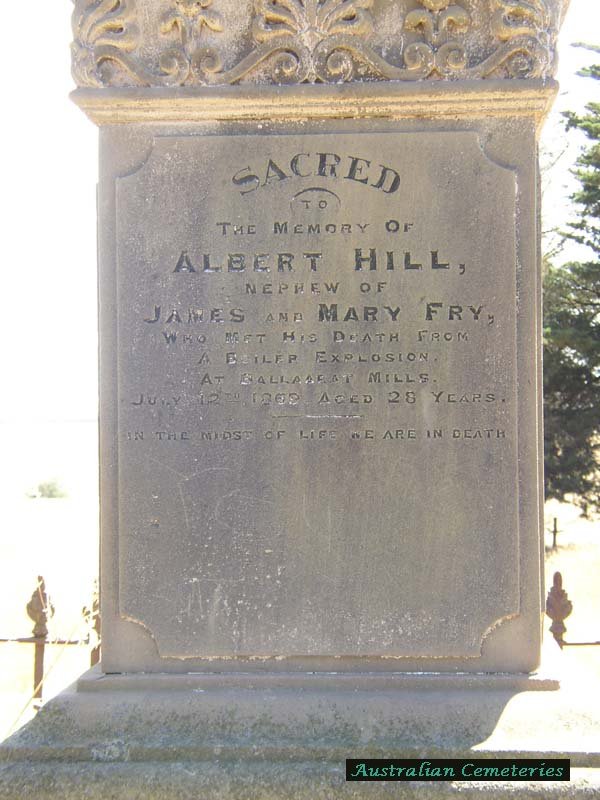 SACRED
TO
THE MEMORY OF
ALBERT HILL,
NEPHEW OF
JAMES AND MARY FRY,
WHO MET HIS DEATH FROM
A BOILER EXPLOSION.
AT BALLAARAT MILLS.
JULY 12TH, AGED 28 YEARS.
IN THE MIDST OF LIFE WE ARE IN DEATH
Australian Cemeteries